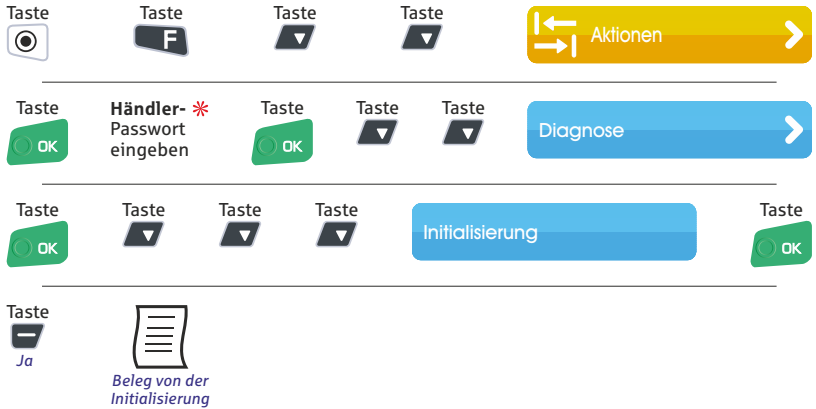 Taste Taste Taste Taste
F Aktionen
Taste Händler- ✻ Taste Taste Taste
OK Passwort eingeben OK Diagnose
Taste Taste Taste Taste Taste
OK Initialisierung OK
Taste
Ja
Beleg von der
Initialisierung